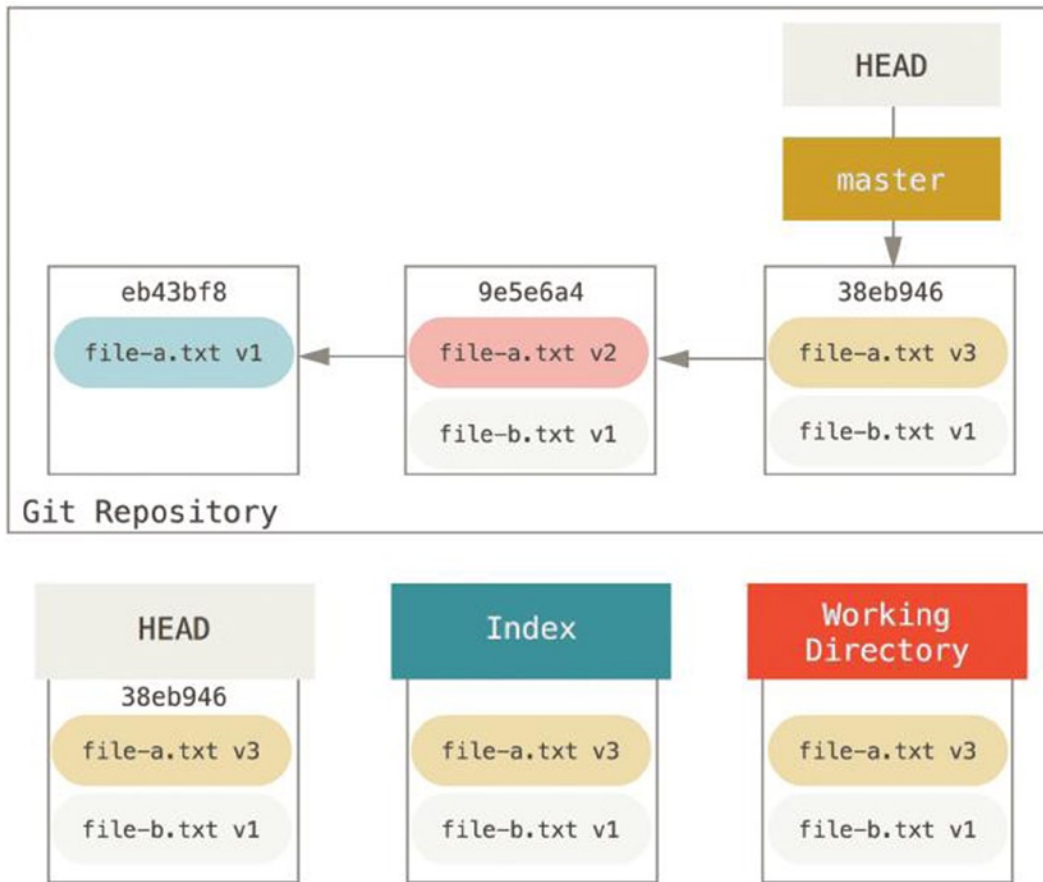 HEAD
master
eb43bf8
9e5e6a4
38eb946
file-a.txt v1
file-a.txt v2
file-a.txt v3
file-b.txt v1
file-b.txt v1
Git Repository
HEAD
Index
Working
Directory
38eb946
file-a.txt v3
file-a.txt v3
file-a.txt v3
file-b.txt v1
file-b.txt v1
file-b.txt v1